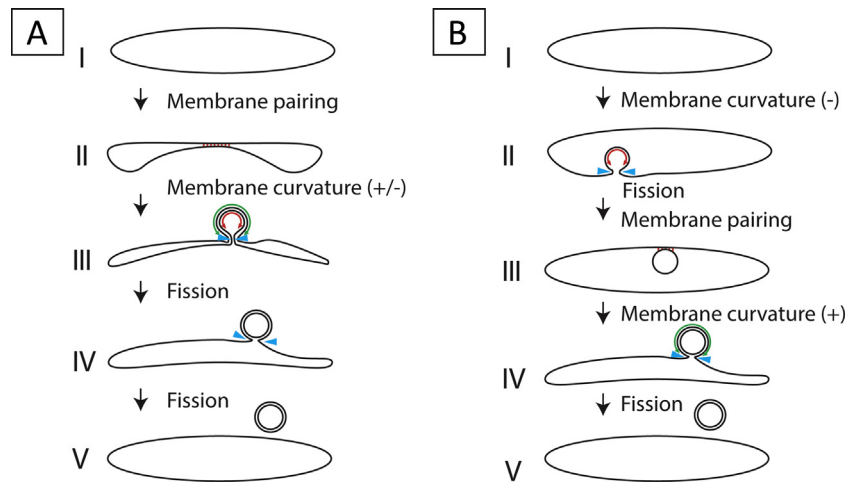 A
I
Membrane pairing
II
Membrane curvature (+/-)
III
Fission
IV
Fission
V
B
I
Membrane curvature (-)
II
Fission
Membrane pairing
III
Membrane curvature (+)
IV
Fission
V